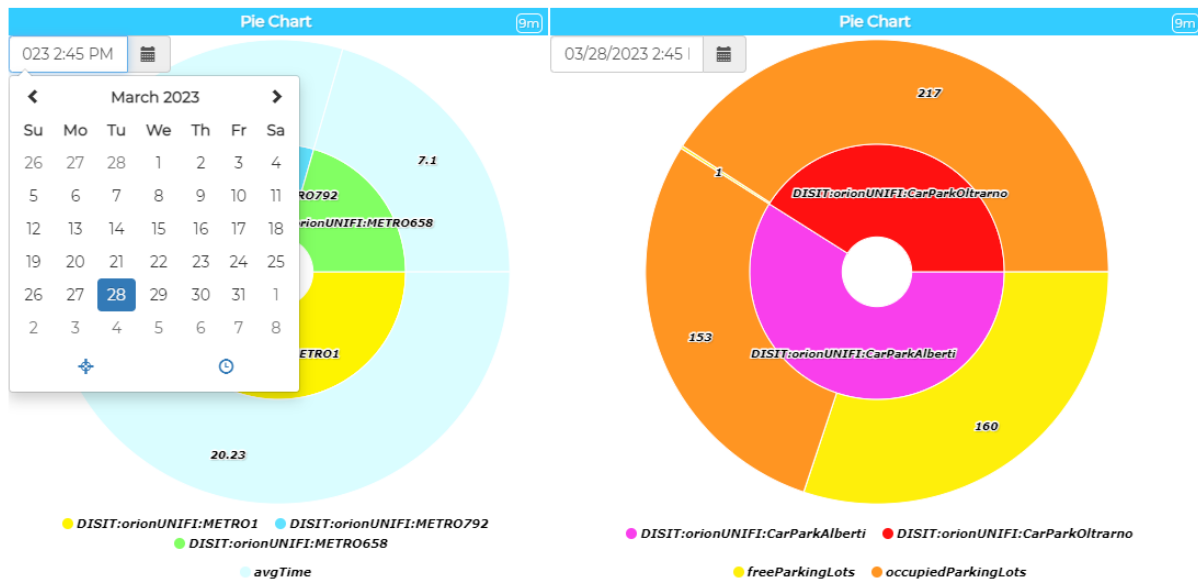 Pie Chart
9m
023 2:45 PM
March 2023
Su Mo Tu We Th Fr Sa
26 27 28 1 2 3 4
5 6 7 8 9 10 11
12 13 14 15 16 17 18
19 20 21 22 23 24 25
26 27 28 29 30 31 1
2 3 4 5 6 7 8
7.1
RO792
orionUNIFI:METRO658
ETRO1
20.23
DISIT:orionUNIFI:METRO1 DISIT:orionUNIFI:METRO792
DISIT:orionUNIFI:METRO658
avgTime
Pie Chart
9m
03/28/2023 2:45
217
1
DISIT:orionUNIFI:CarParkOltrarno
153
DISIT:orionUNIFI:CarParkAlberti
160
DISIT:orionUNIFI:CarParkAlberti DISIT:orionUNIFI:CarParkOltrarno
freeParkingLots occupiedParkingLots